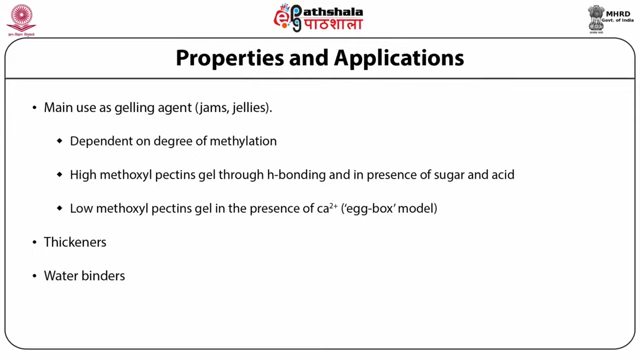 ePathshala
पाठशाला
MHRD
Govt. of India
Properties and Applications
• Main use as gelling agent (jams, jellies).
◆ Dependent on degree of methylation
◆ High methoxyl pectins gel through h-bonding and in presence of sugar and acid
◆ Low methoxyl pectins gel in the presence of ca²⁺ (‘egg-box’ model)
• Thickeners
• Water binders